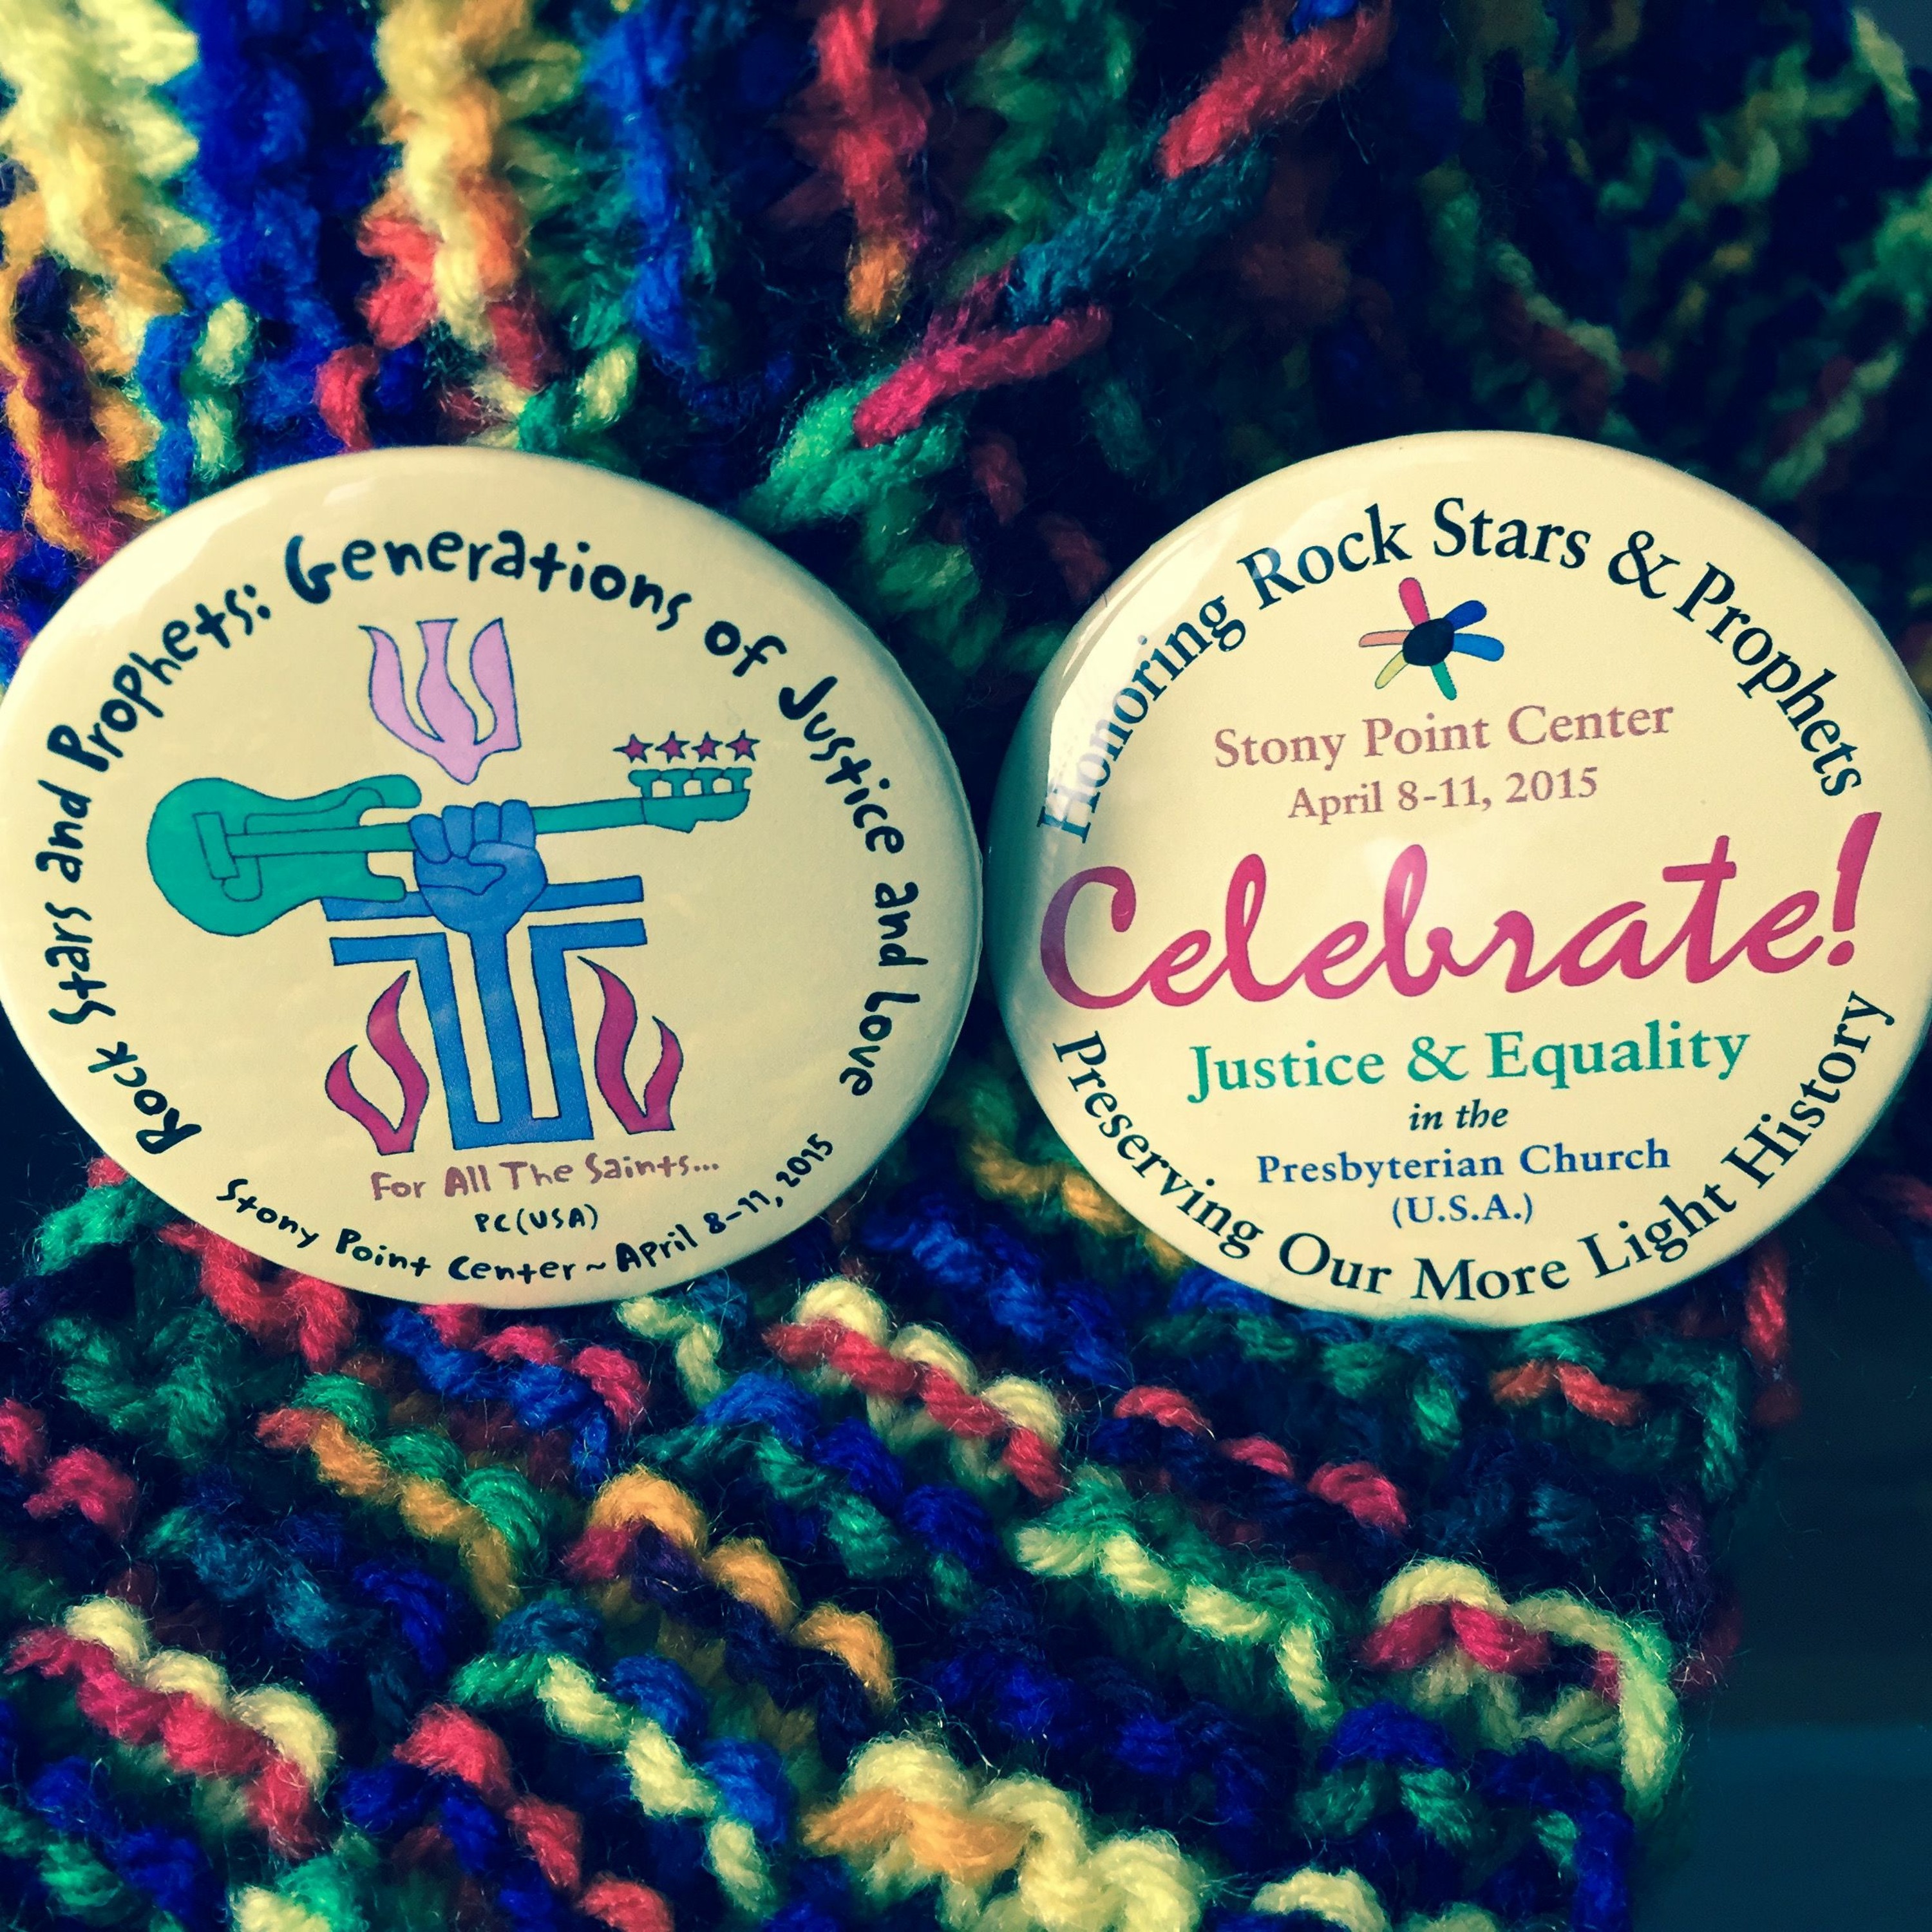 Rock Stars and Prophets: Generations of Justice and Love
For All The Saints...
PC(USA)
Stony Point Center ~ April 8-11, 2015
Honoring Rock Stars & Prophets
Stony Point Center
April 8-11, 2015
Celebrate!
Justice & Equality
in the
Presbyterian Church
(U.S.A.)
Preserving Our More Light History